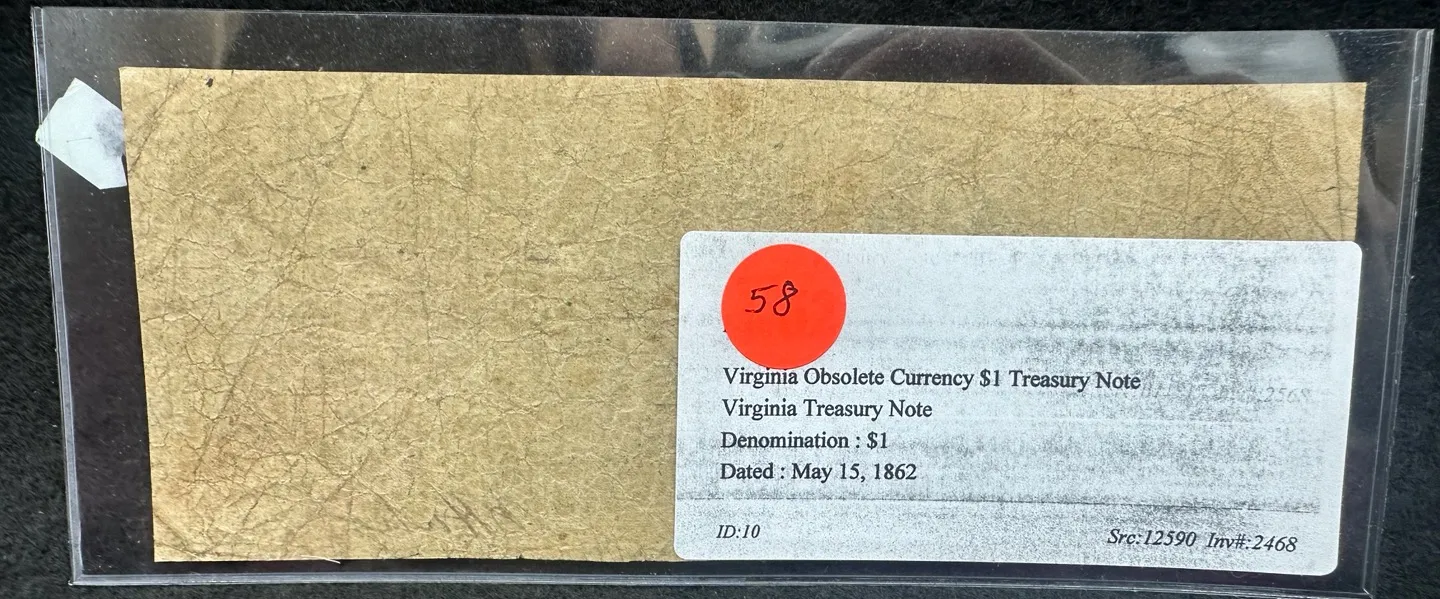 58
Virginia Obsolete Currency $1 Treasury Note
Virginia Treasury Note
Denomination : $1
Dated : May 15, 1862
ID:10
Src:12590 Inv#:2468